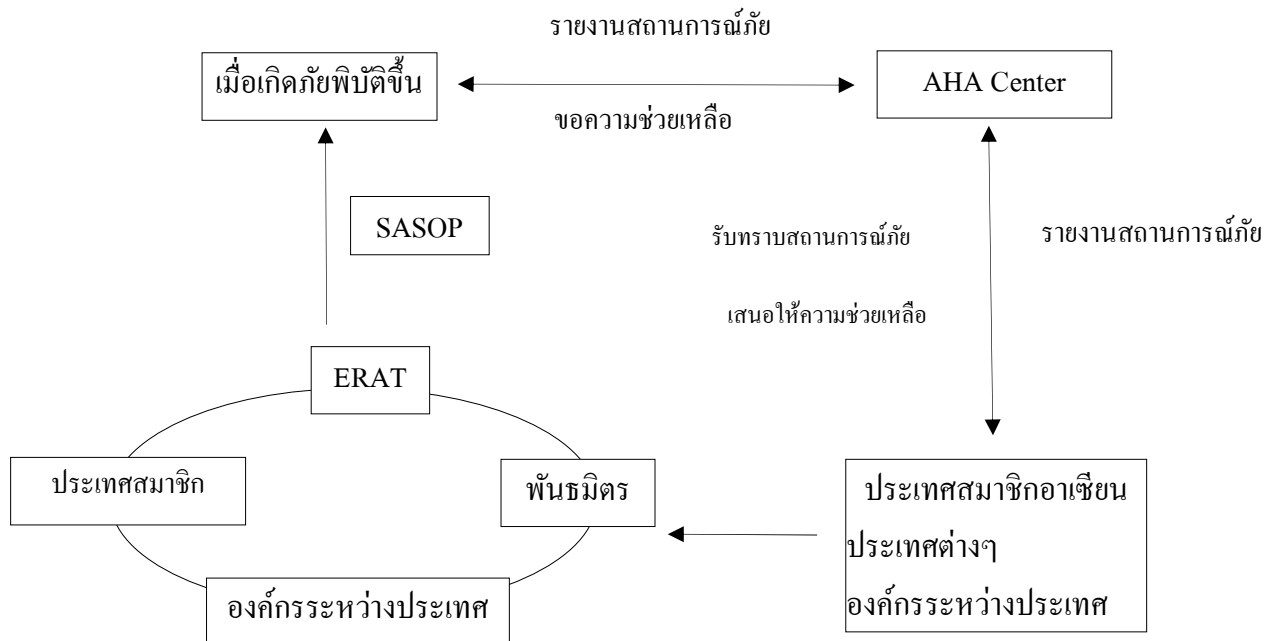 รายงานสถานการณ์ภัย
เมื่อเกิดภัยพิบัติขึ้น
AHA Center
ขอความช่วยเหลือ
SASOP
รับทราบสถานการณ์ภัย
รายงานสถานการณ์ภัย
เสนอให้ความช่วยเหลือ
ERAT
ประเทศสมาชิก
พันธมิตร
องค์กรระหว่างประเทศ
ประเทศสมาชิกอาเซียน
ประเทศต่างๆ
องค์กรระหว่างประเทศ